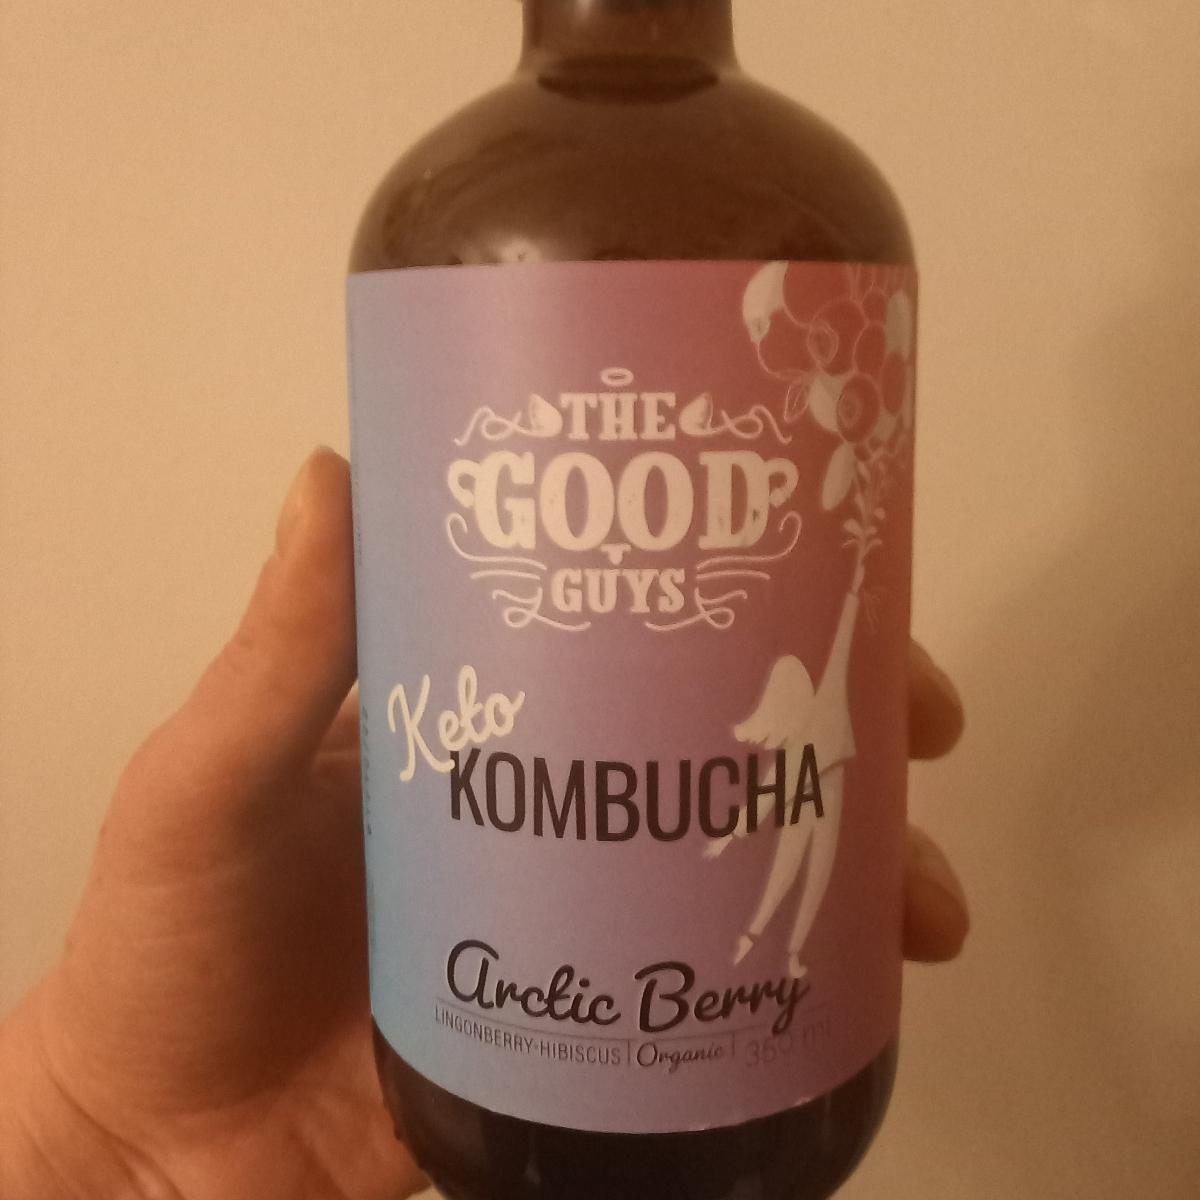 THE
GOOD
GUYS
Keto
KOMBUCHA
Arctic Berry
LINGONBERRY-HIBISCUS | Organic | 350 ml